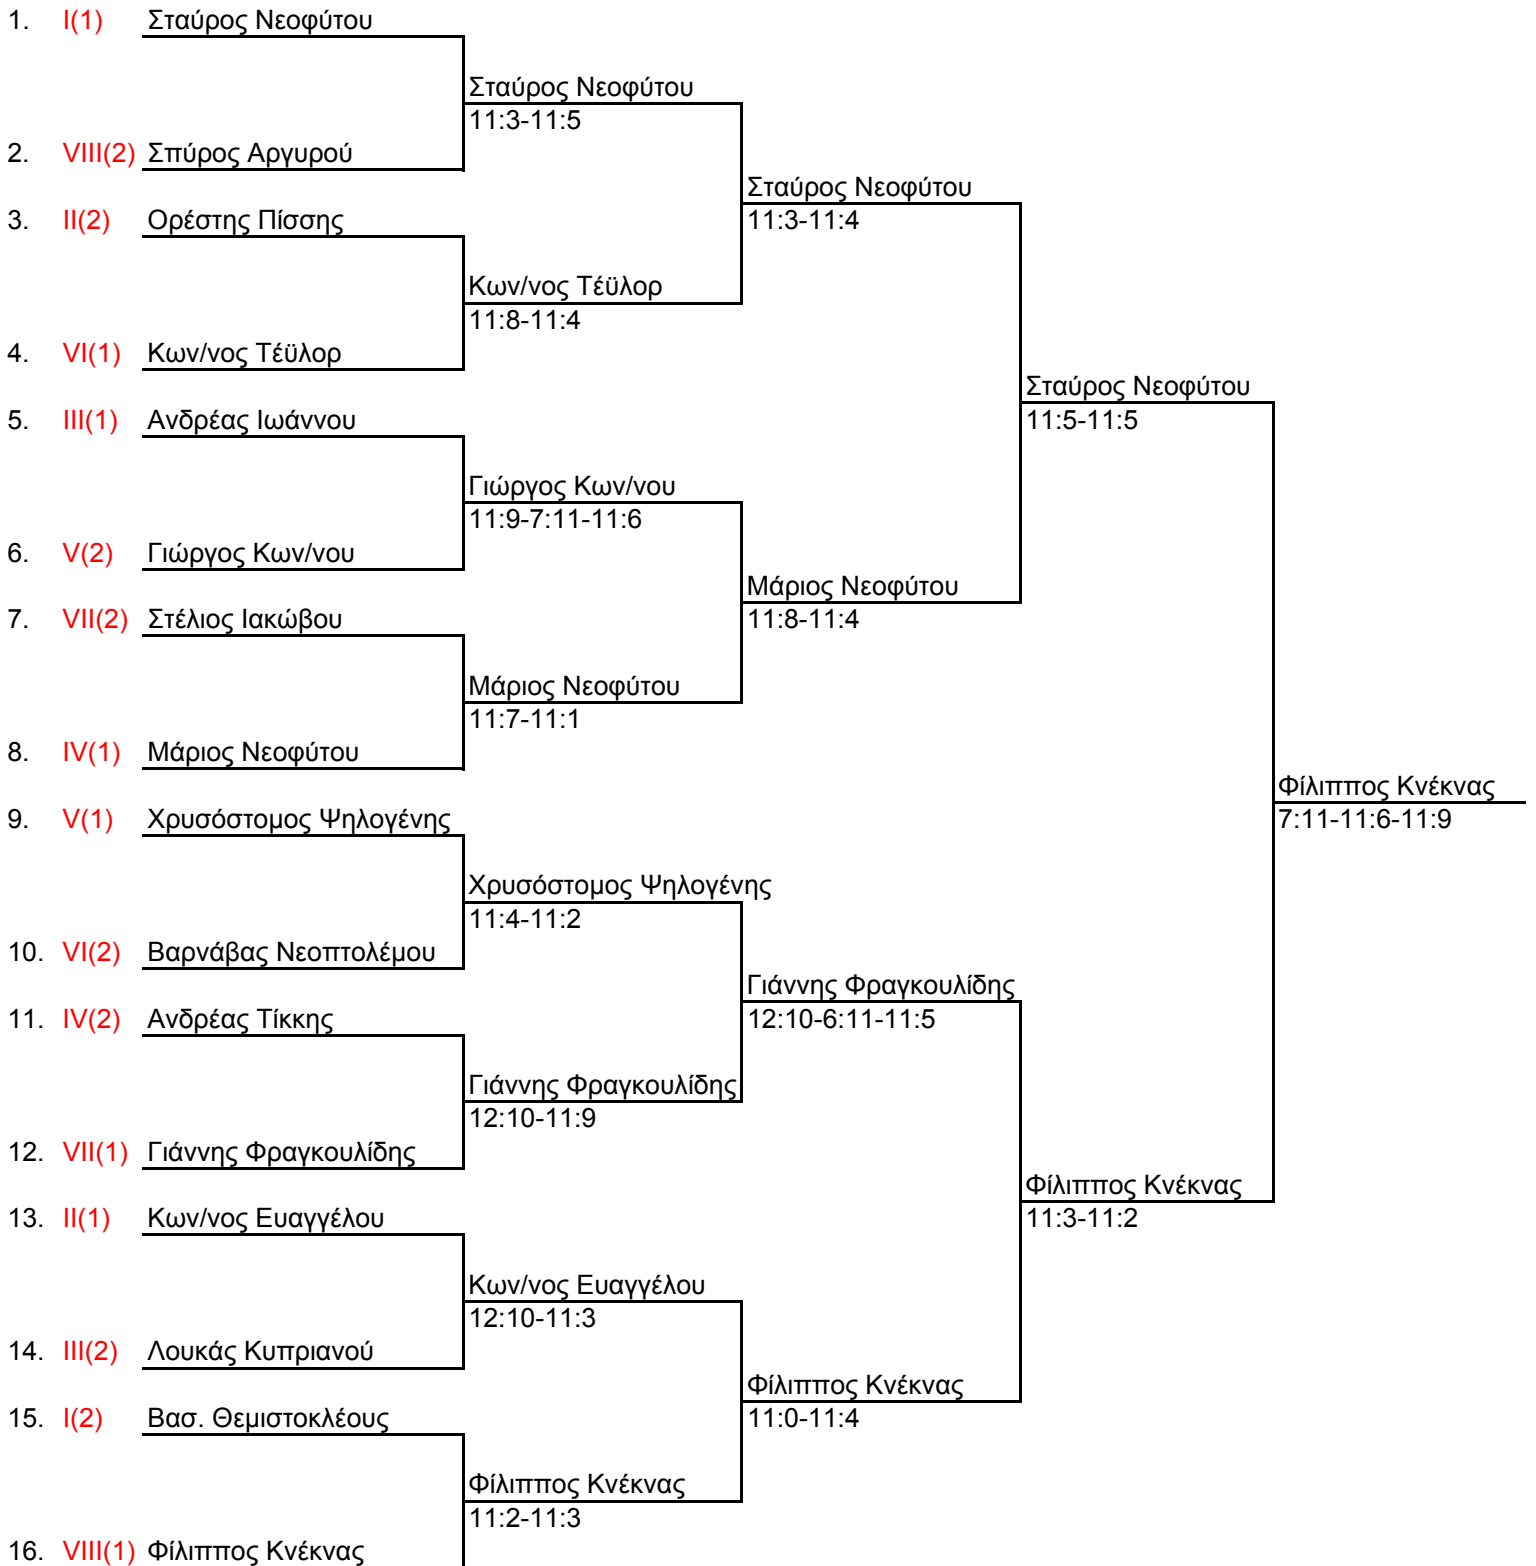 1. I(1) Σταύρος Νεοφύτου
Σταύρος Νεοφύτου
11:3-11:5
2. VIII(2) Σπύρος Αργυρού
Σταύρος Νεοφύτου
3. II(2) Ορέστης Πίσσης
11:3-11:4
Κων/νος Τέϋλορ
11:8-11:4
4. VI(1) Κων/νος Τέϋλορ
Σταύρος Νεοφύτου
5. III(1) Ανδρέας Ιωάννου
11:5-11:5
Γιώργος Κων/νου
11:9-7:11-11:6
6. V(2) Γιώργος Κων/νου
Μάριος Νεοφύτου
7. VII(2) Στέλιος Ιακώβου
11:8-11:4
Μάριος Νεοφύτου
11:7-11:1
8. IV(1) Μάριος Νεοφύτου
Φίλιππος Κνέκνας
9. V(1) Χρυσόστομος Ψηλογένης
7:11-11:6-11:9
Χρυσόστομος Ψηλογένης
11:4-11:2
10. VI(2) Βαρνάβας Νεοπτολέμου
Γιάννης Φραγκουλίδης
11. IV(2) Ανδρέας Τίκκης
12:10-6:11-11:5
Γιάννης Φραγκουλίδης
12:10-11:9
12. VII(1) Γιάννης Φραγκουλίδης
Φίλιππος Κνέκνας
13. II(1) Κων/νος Ευαγγέλου
11:3-11:2
Κων/νος Ευαγγέλου
12:10-11:3
14. III(2) Λουκάς Κυπριανού
Φίλιππος Κνέκνας
15. I(2) Βασ. Θεμιστοκλέους
11:0-11:4
Φίλιππος Κνέκνας
11:2-11:3
16. VIII(1) Φίλιππος Κνέκνας